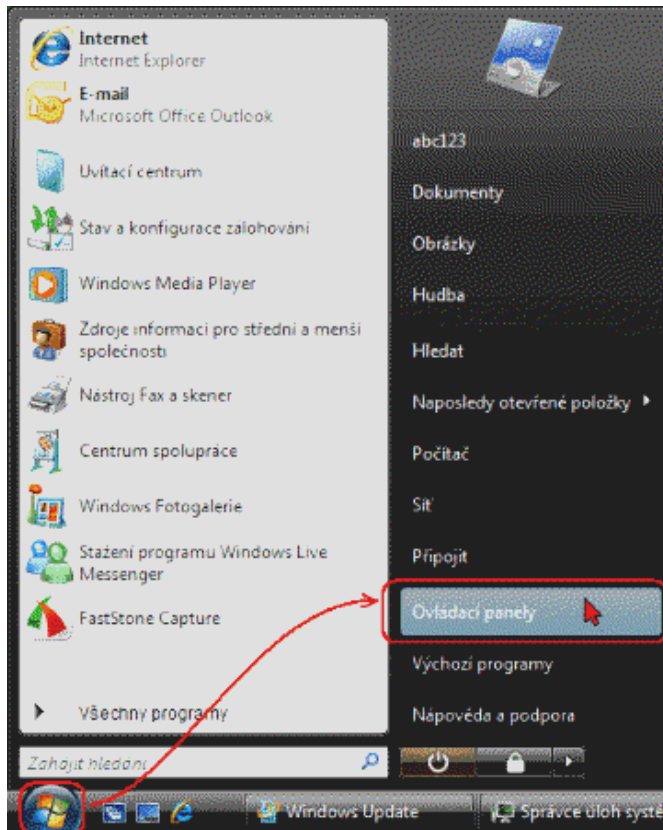 Internet
Internet Explorer
E-mail
Microsoft Office Outlook
Uvítací centrum
Stav a konfigurace zálohování
Windows Media Player
Zdroje informací pro střední a menší
společnosti
Nástroj Fax a skener
Centrum spolupráce
Windows Fotogalerie
Stažení programu Windows Live
Messenger
FastStone Capture
Všechny programy
Zahájit hledání
abc123
Dokumenty
Obrázky
Hudba
Hledat
Naposledy otevřené položky
Počítač
Síť
Připojit
Ovládací panely
Výchozí programy
Nápověda a podpora
Windows Update
Správce úloh systé